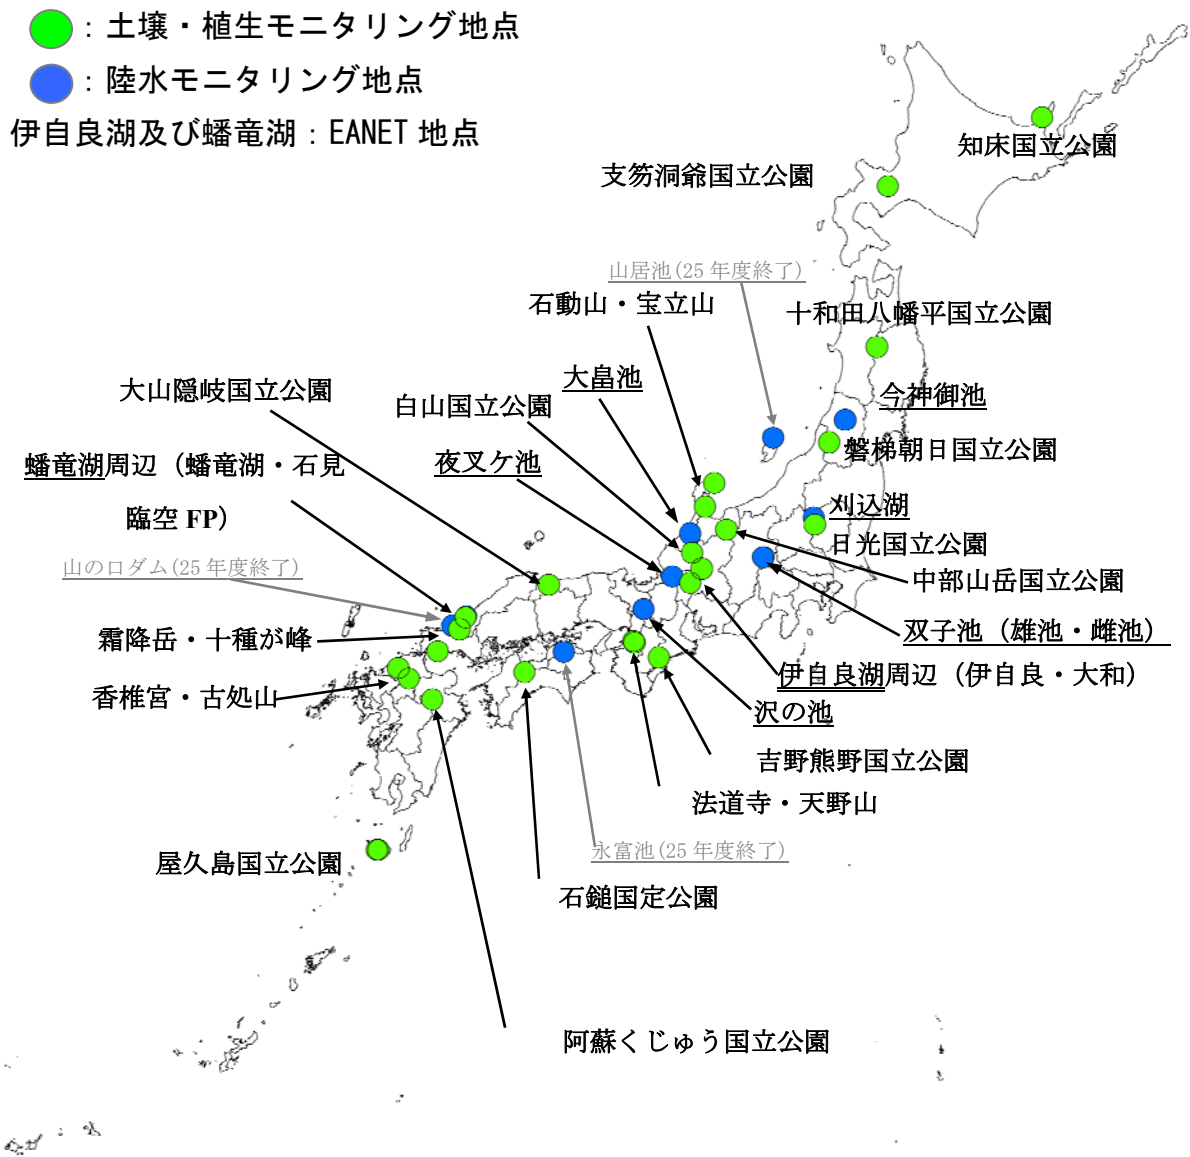 ：土壌・植生モニタリング地点
：陸水モニタリング地点
伊自良湖及び蟠竜湖：EANET 地点
知床国立公園
支笏洞爺国立公園
山居池(25 年度終了)
石動山・宝立山
十和田八幡平国立公園
大畠池
大山隠岐国立公園
今神御池
白山国立公園
磐梯朝日国立公園
夜叉ケ池
蟠竜湖周辺（蟠竜湖・石見
臨空 FP）
刈込湖
日光国立公園
山の口ダム(25 年度終了)
中部山岳国立公園
霜降岳・十種が峰
双子池（雄池・雌池）
伊自良湖周辺（伊自良・大和）
香椎宮・古処山
沢の池
吉野熊野国立公園
法道寺・天野山
永富池(25 年度終了)
屋久島国立公園
石鎚国定公園
阿蘇くじゅう国立公園